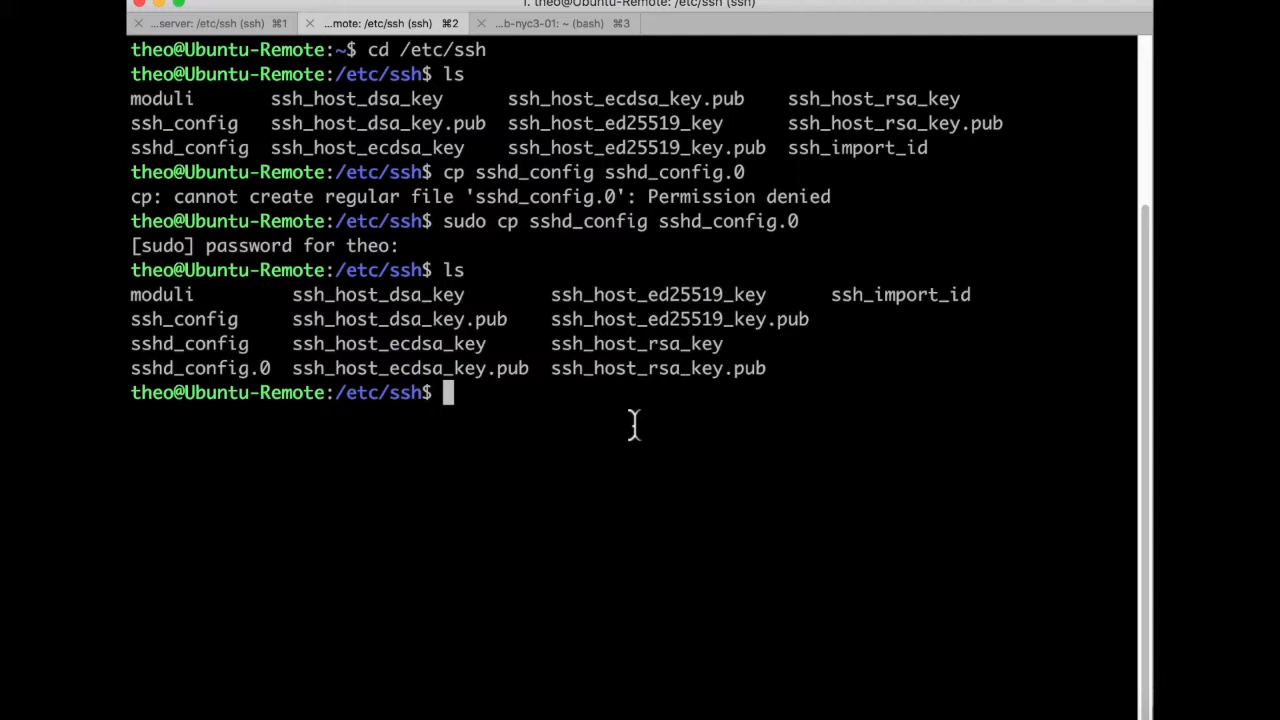 1. theo@Ubuntu-Remote: /etc/ssh (ssh)
...server: /etc/ssh (ssh) ⌘1 ...mote: /etc/ssh (ssh) ⌘2 ...b-nyc3-01: ~ (bash) ⌘3
theo@Ubuntu-Remote:~$ cd /etc/ssh
theo@Ubuntu-Remote:/etc/ssh$ ls
moduli ssh_host_dsa_key ssh_host_ecdsa_key.pub ssh_host_rsa_key
ssh_config ssh_host_dsa_key.pub ssh_host_ed25519_key ssh_host_rsa_key.pub
sshd_config ssh_host_ecdsa_key ssh_host_ed25519_key.pub ssh_import_id
theo@Ubuntu-Remote:/etc/ssh$ cp sshd_config sshd_config.0
cp: cannot create regular file 'sshd_config.0': Permission denied
theo@Ubuntu-Remote:/etc/ssh$ sudo cp sshd_config sshd_config.0
[sudo] password for theo:
theo@Ubuntu-Remote:/etc/ssh$ ls
moduli ssh_host_dsa_key ssh_host_ed25519_key ssh_import_id
ssh_config ssh_host_dsa_key.pub ssh_host_ed25519_key.pub
sshd_config ssh_host_ecdsa_key ssh_host_rsa_key
sshd_config.0 ssh_host_ecdsa_key.pub ssh_host_rsa_key.pub
theo@Ubuntu-Remote:/etc/ssh$